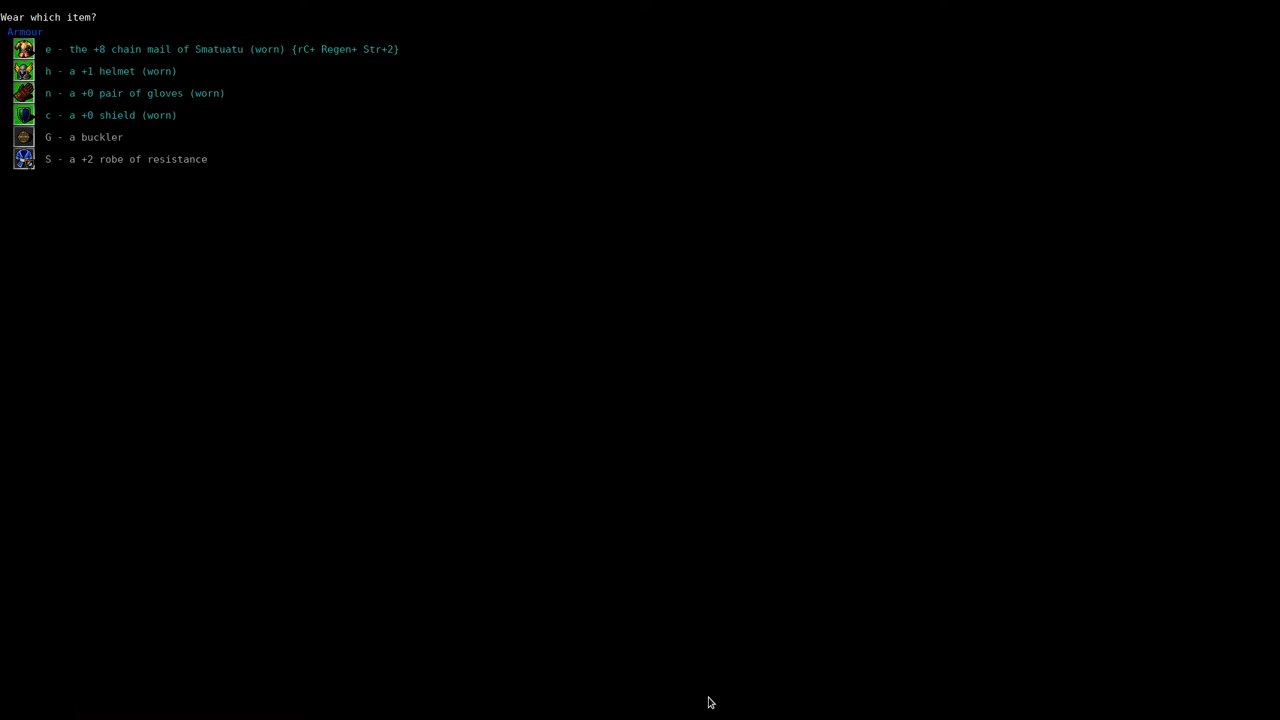 Wear which item?
Armour
e - the +8 chain mail of Smatuatu (worn) {rC+ Regen+ Str+2}
h - a +1 helmet (worn)
n - a +0 pair of gloves (worn)
c - a +0 shield (worn)
G - a buckler
S - a +2 robe of resistance